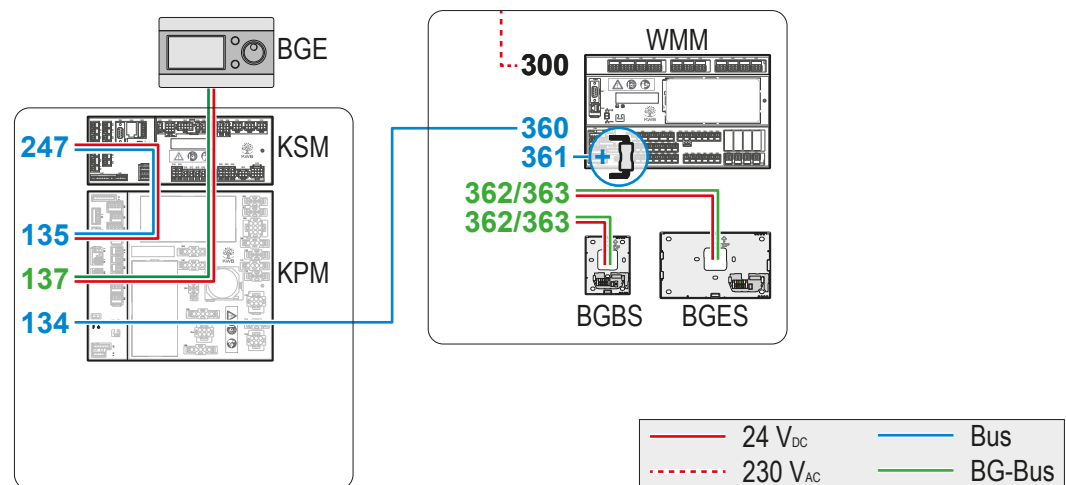 BGE
WMM
300
KSM
247
360
361
KWB
362/363
362/363
135
137
KPM
134
BGBS
BGES
24 VDC
Bus
230 VAC
BG-Bus